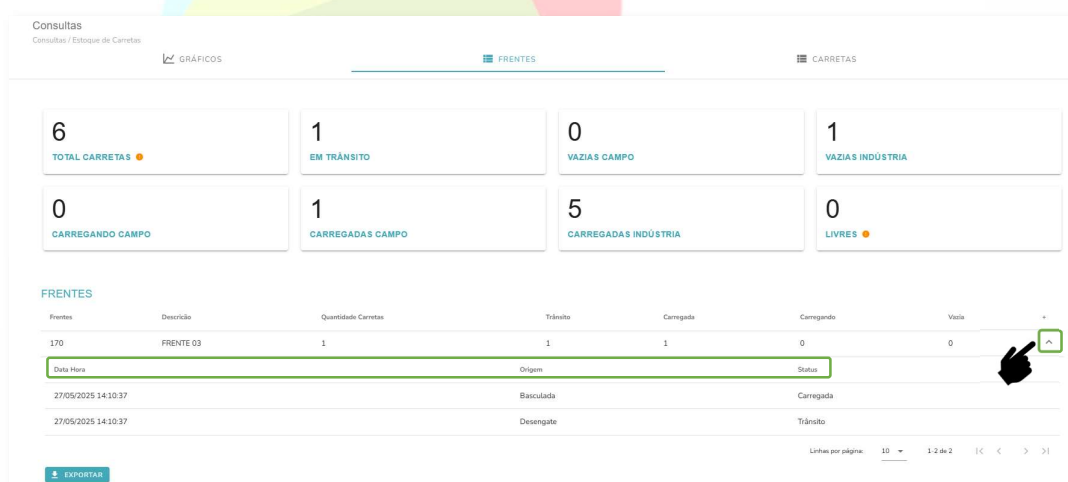 Consultas
Consultas / Estoque de Carretas
GRÁFICOS FRENTES CARRETAS
6 1 0 1
TOTAL CARRETAS EM TRÂNSITO VAZIAS CAMPO VAZIAS INDÚSTRIA
0 1 5 0
CARREGANDO CAMPO CARREGADAS CAMPO CARREGADAS INDÚSTRIA LIVRES
FRENTES
Frentes Descricão Quantidade Carretas Trânsito Carregada Carregando Vazia +
170 FRENTE 03 1 1 1 0 0
Data Hora Origem Status
27/05/2025 14:10:37 Basculada Carregada
27/05/2025 14:10:37 Desengate Trânsito
Linhas por página: 10 1-2 de 2
EXPORTAR